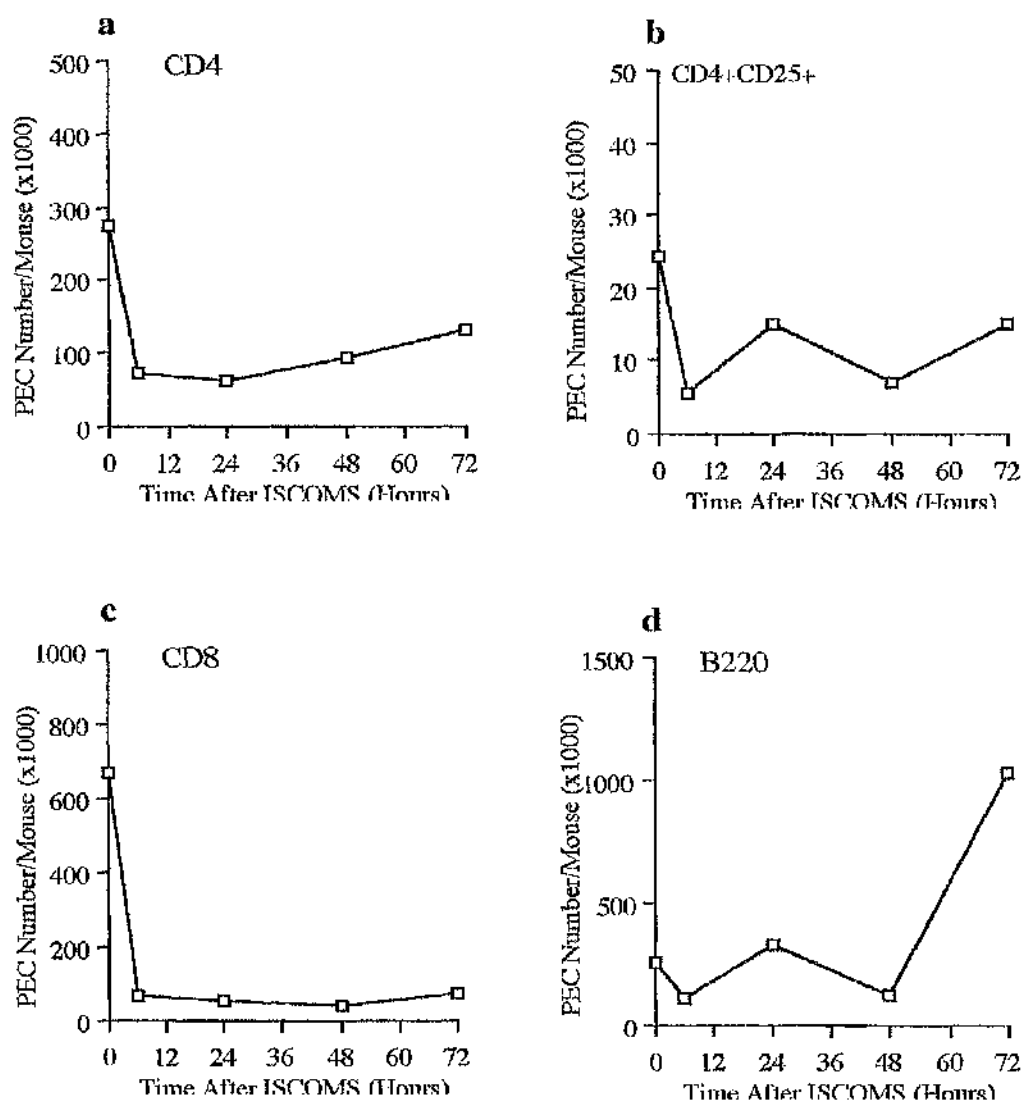 a
CD4
500
400
300
200
100
0
PEC Number/Mouse (x1000)
0 12 24 36 48 60 72
Time After ISCOMS (Hours)
b
CD4+CD25+
50
40
30
20
10
0
PEC Number/Mouse (x1000)
0 12 24 36 48 60 72
Time After ISCOMS (Hours)
c
CD8
1000
800
600
400
200
0
PEC Number/Mouse (x1000)
0 12 24 36 48 60 72
Time After ISCOMS (Hours)
d
B220
1500
1000
500
0
PEC Number/Mouse (x1000)
0 12 24 36 48 60 72
Time After ISCOMS (Hours)